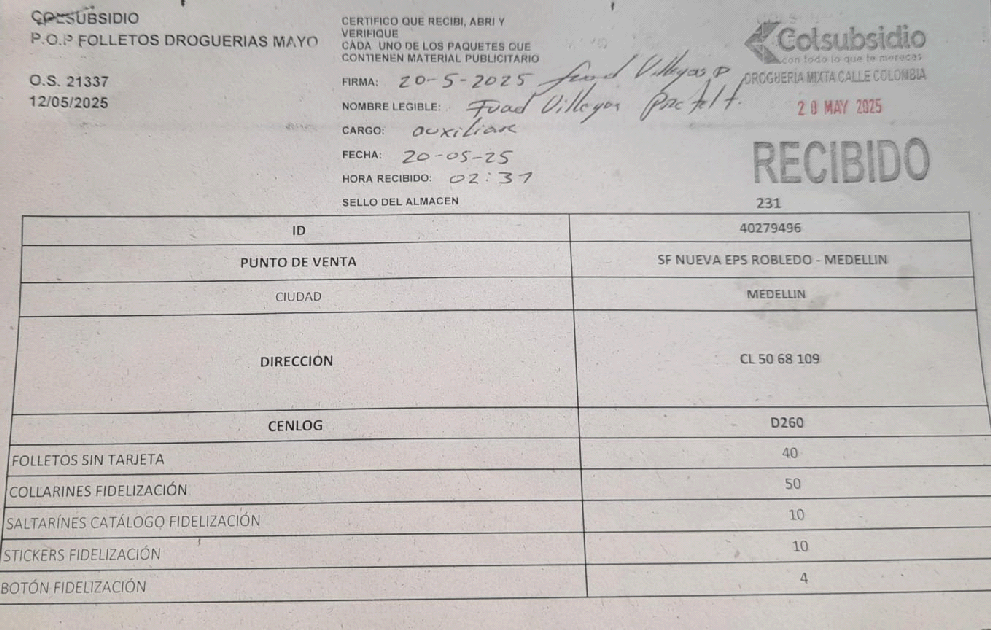 COLSUBSIDIO
P.O.P FOLLETOS DROGUERIAS MAYO
O.S. 21337
12/05/2025
CERTIFICO QUE RECIBI, ABRI Y
VERIFIQUE
CADA UNO DE LOS PAQUETES QUE
CONTIENEN MATERIAL PUBLICITARIO
FIRMA: 20-5-2025 Fuad Villegas P
NOMBRE LEGIBLE: Fuad Villegas
CARGO: auxiliar
FECHA: 20-05-25
HORA RECIBIDO: 02:31
SELLO DEL ALMACEN
Colsubsidio
con todo lo que te mereces
DROGUERIA MIXTA CALLE COLOMBIA
20 MAY 2025
RECIBIDO
231
ID 40279496
PUNTO DE VENTA SF NUEVA EPS ROBLEDO - MEDELLIN
CIUDAD MEDELLIN
DIRECCIÓN CL 50 68 109
CENLOG D260
FOLLETOS SIN TARJETA 40
COLLARINES FIDELIZACIÓN 50
SALTARÍNES CATÁLOGO FIDELIZACIÓN 10
STICKERS FIDELIZACIÓN 10
BOTÓN FIDELIZACIÓN 4